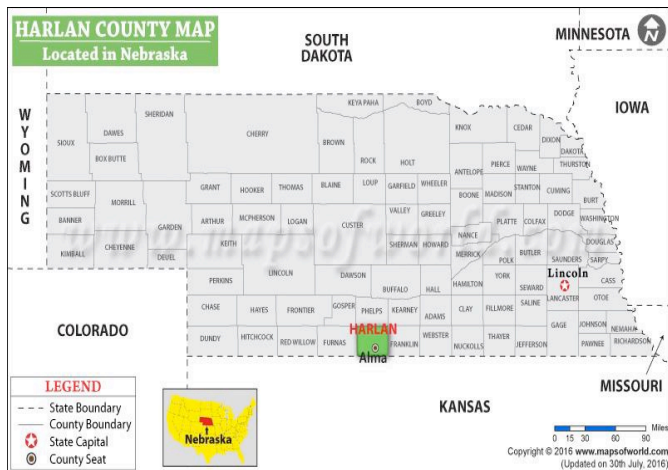 HARLAN COUNTY MAP
Located in Nebraska
SOUTH
DAKOTA
MINNESOTA
N
IOWA
WYOMING
KEYA PAHA BOYD
SHERIDAN
CHERRY
KNOX CEDAR
SIOUX DAWES
BROWN ROCK HOLT
DIXON
DAKOTA
BOX BUTTE
ANTELOPE PIERCE WAYNE THURSTON
SCOTTS BLUFF
MORRILL
GRANT HOOKER THOMAS BLAINE LOUP GARFIELD WHEELER
BOONE MADISON STANTON CUMING BURT
BANNER
GARDEN
ARTHUR MCPHERSON LOGAN CUSTER VALLEY GREELEY
PLATTE COLFAX DODGE WASHINGTON
www.mapsofworld.com
KIMBALL CHEYENNE DEUEL
KEITH
SHERMAN HOWARD
NANCE
MERRICK
POLK BUTLER SAUNDERS DOUGLAS
SARPY
PERKINS LINCOLN DAWSON BUFFALO HALL
HAMILTON YORK SEWARD Lincoln
LANCASTER
CASS
OTOE
CHASE HAYES FRONTIER GOSPER PHELPS KEARNEY ADAMS CLAY FILLMORE SALINE
GAGE JOHNSON NEMAHA
COLORADO
DUNDY HITCHCOCK RED WILLOW FURNAS HARLAN FRANKLIN WEBSTER NUCKOLLS THAYER JEFFERSON PAWNEE RICHARDSON
Alma
MISSOURI
KANSAS
LEGEND
State Boundary
County Boundary
State Capital
County Seat
Nebraska
Miles
0 15 30 60 90
Copyright © 2016 www.mapsofworld.com
(Updated on 30th July, 2016)